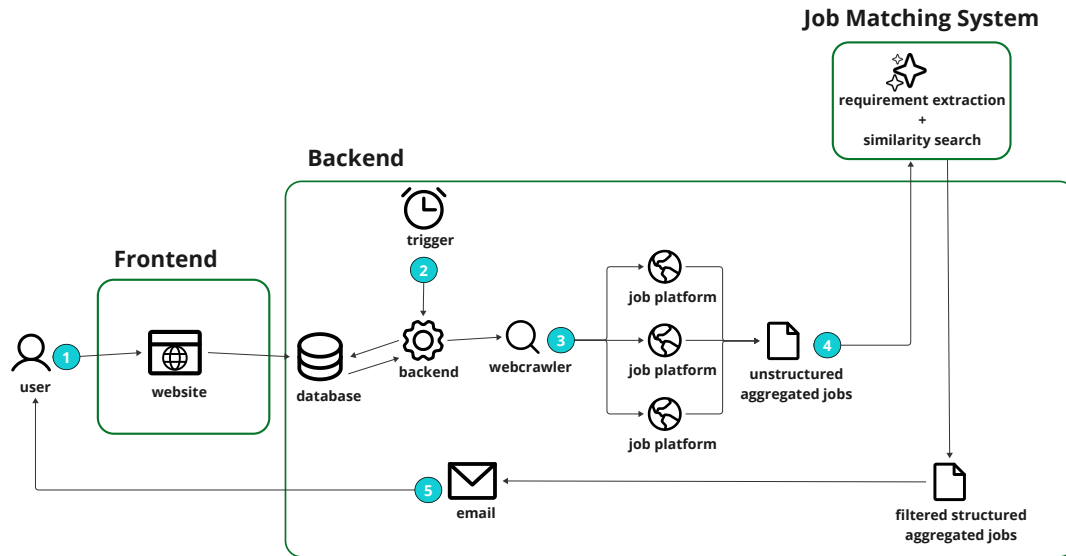 Job Matching System
requirement extraction
+
similarity search
Backend
trigger
2
Frontend
job platform
1
user
website
database
backend
webcrawler
3
job platform
unstructured
aggregated jobs
4
job platform
5
email
filtered structured
aggregated jobs